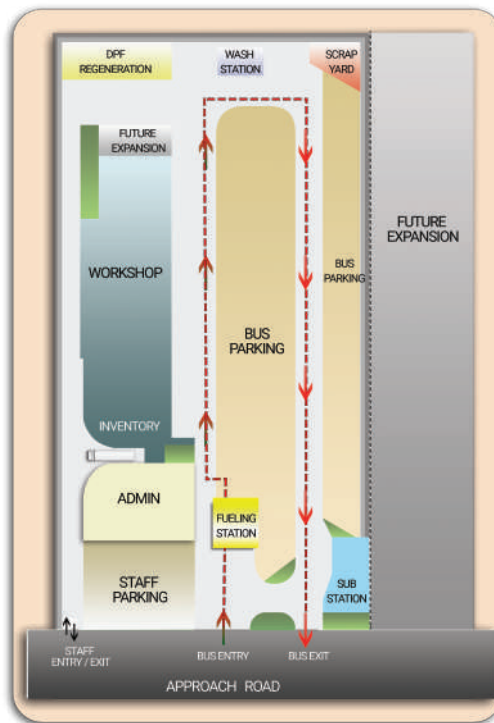 DPF
REGENERATION
WASH
STATION
SCRAP
YARD
FUTURE
EXPANSION
FUTURE
EXPANSION
WORKSHOP
BUS
PARKING
BUS
PARKING
INVENTORY
ADMIN
FUELING
STATION
STAFF
PARKING
SUB
STATION
STAFF
ENTRY / EXIT
BUS ENTRY
BUS EXIT
APPROACH ROAD